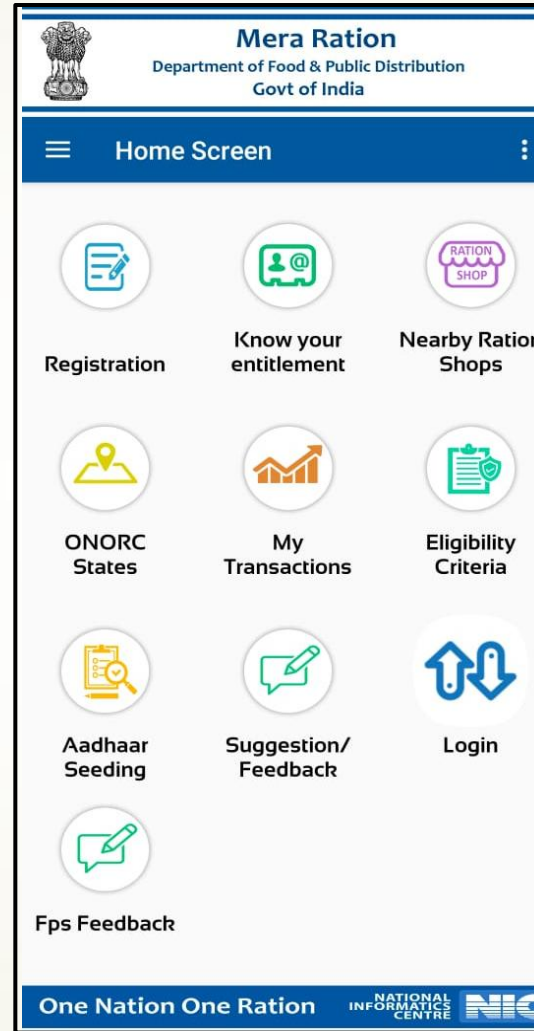 Mera Ration
Department of Food & Public Distribution
Govt of India
Home Screen
RATION
SHOP
Registration
Know your
entitlement
Nearby Ration
Shops
ONORC
States
My
Transactions
Eligibility
Criteria
Aadhaar
Seeding
Suggestion/
Feedback
Login
Fps Feedback
One Nation One Ration
NATIONAL
INFORMATICS
CENTRE
NIC